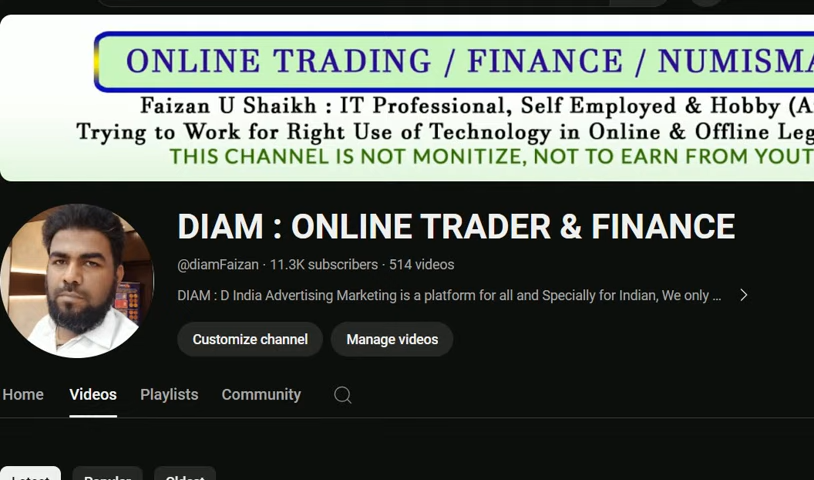 ONLINE TRADING / FINANCE / NUMISMA
Faizan U Shaikh : IT Professional, Self Employed & Hobby (A
Trying to Work for Right Use of Technology in Online & Offline Leg
THIS CHANNEL IS NOT MONITIZE, NOT TO EARN FROM YOUT
DIAM : ONLINE TRADER & FINANCE
@diamFaizan · 11.3K subscribers · 514 videos
DIAM : D India Advertising Marketing is a platform for all and Specially for Indian, We only ...
Customize channel Manage videos
Home Videos Playlists Community
Latest Popular Oldest